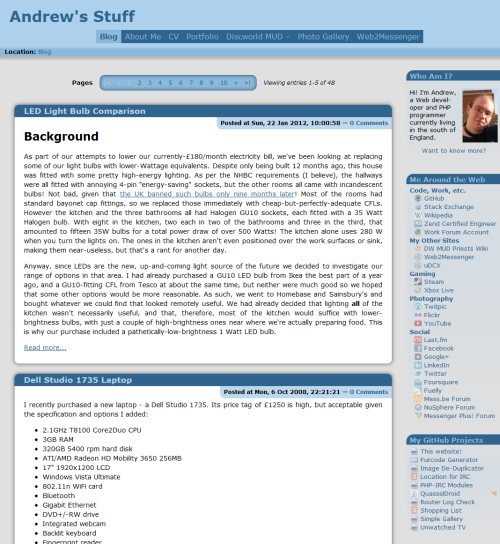 Andrew's Stuff
Blog About Me CV Portfolio Discworld MUD Photo Gallery Web2Messenger
Location: Blog
Pages 1 2 3 4 5 6 7 8 9 10 Viewing entries 1-5 of 48
LED Light Bulb Comparison
Posted at Sun, 22 Jan 2012, 10:00:58 — 0 Comments
Background
As part of our attempts to lower our currently-£180/month electricity bill, we've been looking at replacing
some of our light bulbs with lower-Wattage equivalents. Despite only being built 12 months ago, this house
was fitted with some pretty high-energy lighting. As per the NHBC requirements (I believe), the hallways
were all fitted with annoying 4-pin "energy-saving" sockets, but the other rooms all came with incandescent
bulbs! Not bad, given that the UK banned such bulbs only nine months later! Most of the rooms had
standard bayonet cap fittings, so we replaced those immediately with cheap-but-perfectly-adequate CFLs.
However the kitchen and the three bathrooms all had Halogen GU10 sockets, each fitted with a 35 Watt
Halogen bulb. With eight in the kitchen, two each in two of the bathrooms and three in the third, that
amounted to fifteen 35W bulbs for a total power draw of over 500 Watts! The kitchen alone uses 280 W
when you turn the lights on. The ones in the kitchen aren't even positioned over the work surfaces or sink,
making them near-useless, but that's a rant for another day.
Anyway, since LEDs are the new, up-and-coming light source of the future we decided to investigate our
range of options in that area. I had already purchased a GU10 LED bulb from Ikea the best part of a year
ago, and a GU10-fitting CFL from Tesco at about the same time, but neither were much good so we hoped
that some other options would be more reasonable. As such, we went to Homebase and Sainsbury's and
bought whatever we could find that looked remotely useful. We had already decided that lighting all of the
kitchen wasn't necessarily useful, and that, therefore, most of the kitchen would suffice with lower-
brightness bulbs, with just a couple of high-brightness ones near where we're actually preparing food. This
is why our purchase included a pathetically-low-brightness 1 Watt LED bulb.
Read more...
Dell Studio 1735 Laptop
Posted at Mon, 6 Oct 2008, 22:21:21 — 0 Comments
I recently purchased a new laptop - a Dell Studio 1735. Its price tag of £1250 is high, but acceptable given
the specification and options I added:
2.1GHz T8100 Core2Duo CPU
3GB RAM
320GB 5400 rpm hard disk
ATI/AMD Radeon HD Mobility 3650 256MB
17" 1920x1200 LCD
Windows Vista Ultimate
802.11n WiFi card
Bluetooth
Gigabit Ethernet
DVD+/-RW drive
Integrated webcam
Backlit keyboard
Fingerprint reader
Who Am I?
Hi! I'm Andrew,
a Web devel-
oper and PHP
programmer
currently living
in the south of
England.
Want to know more?
Me Around the Web
Code, Work, etc.
GitHub
Stack Exchange
Wikipedia
Zend Certified Engineer
Work Forum Account
My Other Sites
DW MUD Priests Wiki
Web2Messenger
uDCX
Gaming
Steam
Xbox Live
Photography
Twitpic
Flickr
YouTube
Social
Last.fm
Facebook
Google+
LinkedIn
Twitter
Foursquare
Fuelly
Mess.be Forum
NuSphere Forum
Messenger Plus! Forum
My GitHub Projects
This website!
Furcode Generator
Image De-Duplicator
Location for IRC
PHP-IRC Modules
QuasselDroid
Router Log Check
Shopping List
Simple Gallery
Unwatched TV